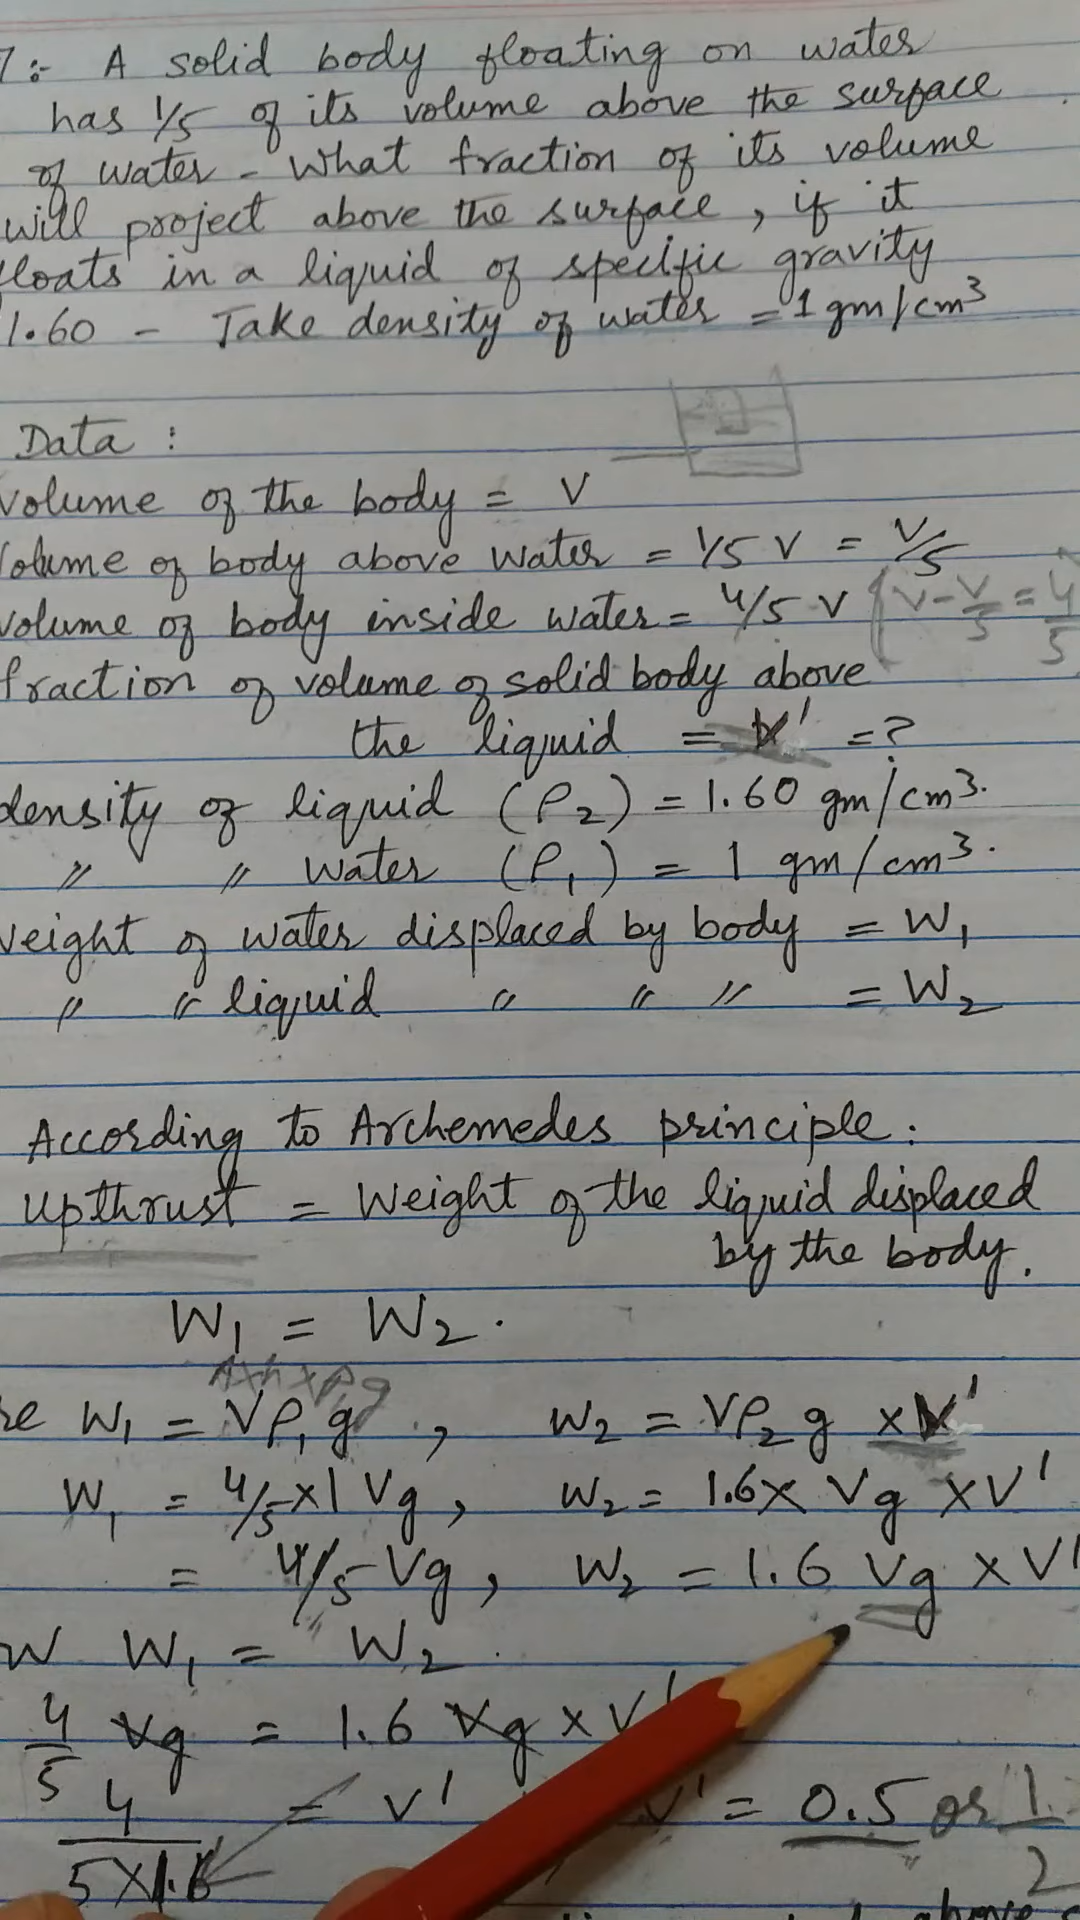 7:- A solid body floating on water
has 1/5 of its volume above the surface
of water - What fraction of its volume
will project above the surface, if it
floats in a liquid of specific gravity
1.60 - Take density of water = 1 gm/cm³
Data :
Volume of the body = V
Volume of body above water = 1/5 V = V/5
Volume of body inside water = 4/5 V { V - V/5 = 4/5
fraction of volume of solid body above
the liquid = V' = ?
density of liquid (ρ₂) = 1.60 gm/cm³.
〃 〃 water (ρ₁) = 1 gm/cm³.
weight of water displaced by body = W₁
〃 〃 liquid 〃 〃 〃 = W₂
According to Archemedes principle :
upthrust = Weight of the liquid displaced
by the body.
W₁ = W₂.
A×h×ρ₁g
re W₁ = Vρ₁g , W₂ = Vρ₂g × V'
W₁ = 4/5 × 1 Vg , W₂ = 1.6 × Vg × V'
= 4/5 Vg , W₂ = 1.6 Vg × V'
w W₁ = W₂.
4/5 Vg = 1.6 Vg × V'
4/(5×1.6) = V' V' = 0.5 or 1/2
above